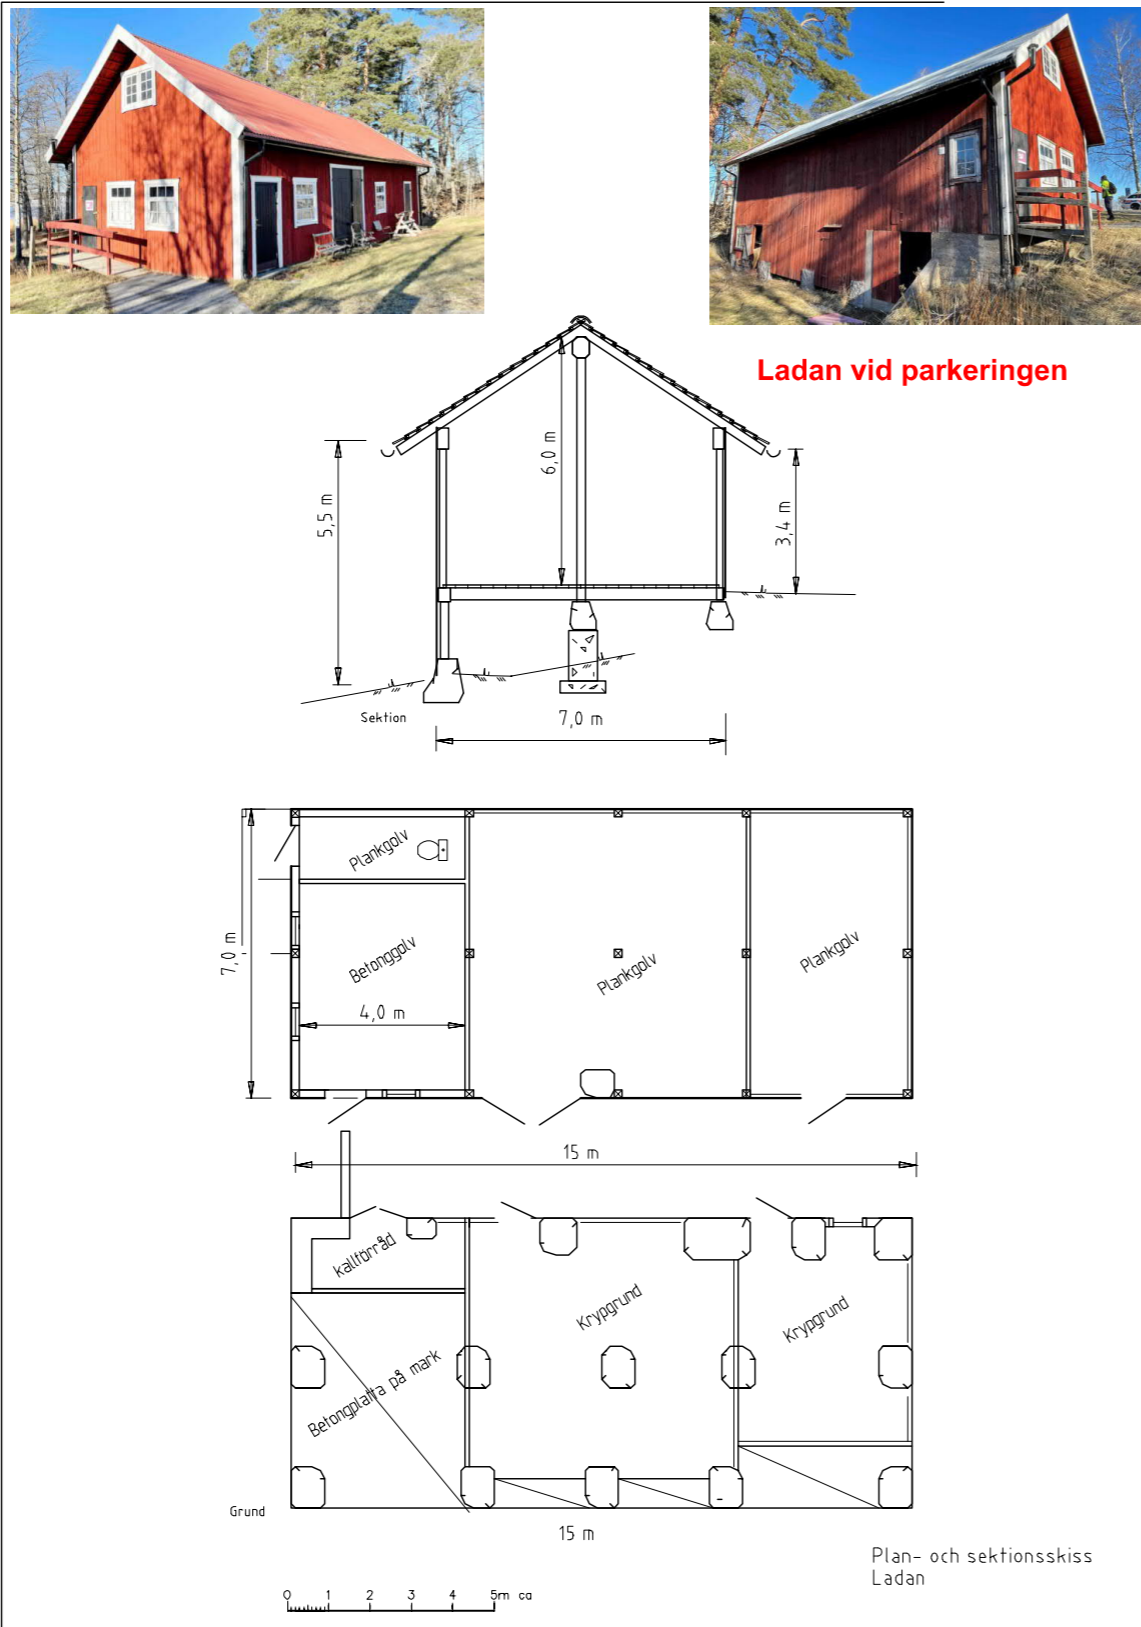 Ladan vid parkeringen
6,0 m
5,5 m
3,4 m
Sektion
7,0 m
Plankgolv
7,0 m
Betonggolv
Plankgolv
Plankgolv
4,0 m
15 m
kallförråd
Krypgrund
Krypgrund
Betongplatta på mark
Grund
15 m
Plan- och sektionsskiss
Ladan
0 1 2 3 4 5m ca